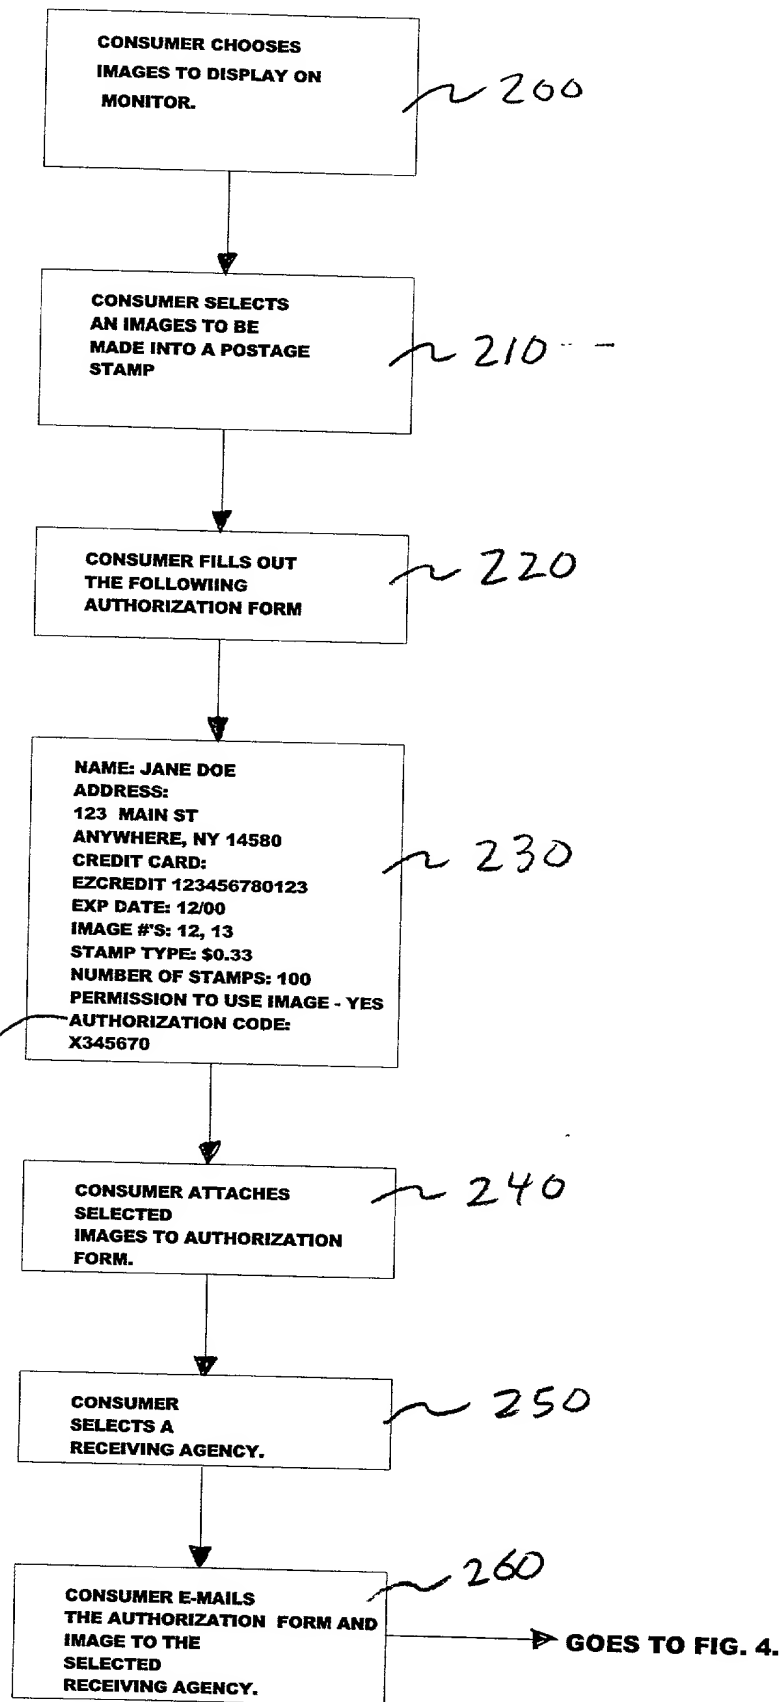 CONSUMER CHOOSES
IMAGES TO DISPLAY ON
MONITOR.
200
CONSUMER SELECTS
AN IMAGES TO BE
MADE INTO A POSTAGE
STAMP
210
CONSUMER FILLS OUT
THE FOLLOWIING
AUTHORIZATION FORM
220
NAME: JANE DOE
ADDRESS:
123 MAIN ST
ANYWHERE, NY 14580
CREDIT CARD:
EZCREDIT 123456780123
EXP DATE: 12/00
IMAGE #'S: 12, 13
STAMP TYPE: $0.33
NUMBER OF STAMPS: 100
PERMISSION TO USE IMAGE - YES
AUTHORIZATION CODE:
X345670
230
CONSUMER ATTACHES
SELECTED
IMAGES TO AUTHORIZATION
FORM.
240
CONSUMER
SELECTS A
RECEIVING AGENCY.
250
CONSUMER E-MAILS
THE AUTHORIZATION FORM AND
IMAGE TO THE
SELECTED
RECEIVING AGENCY.
260
GOES TO FIG. 4.